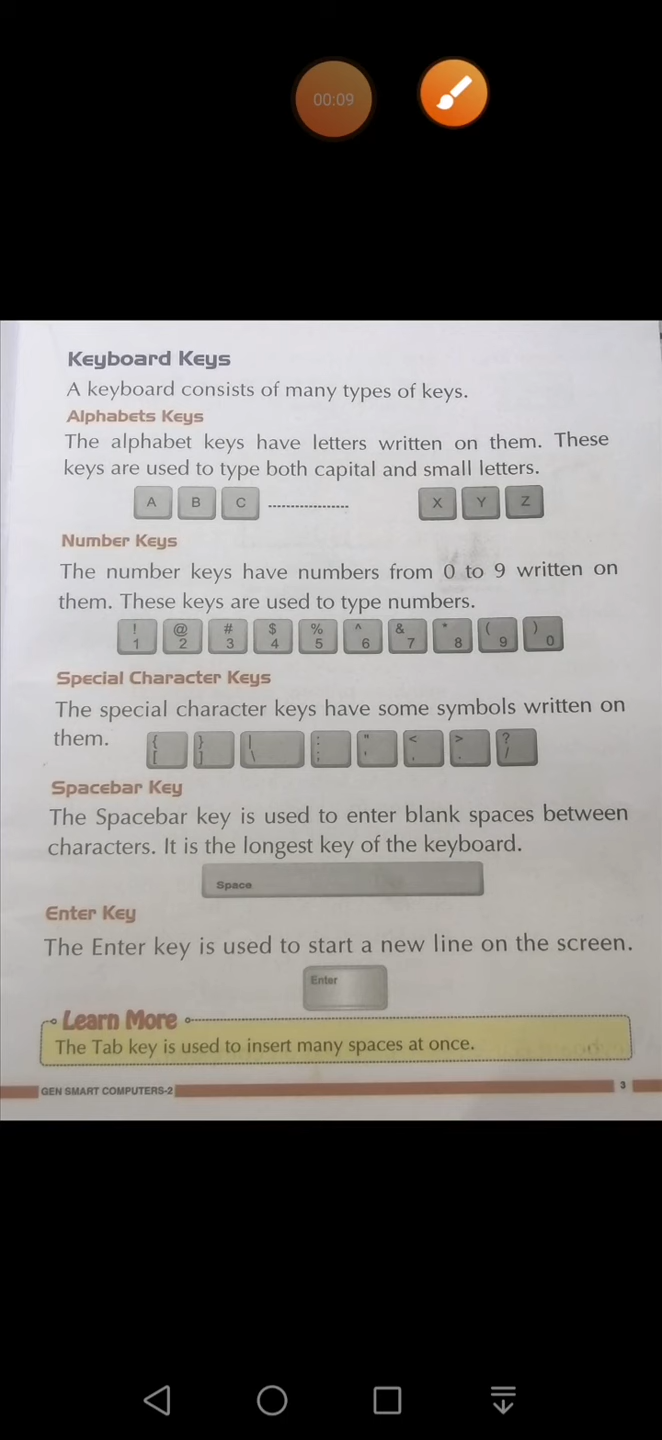 00:09
Keyboard Keys
A keyboard consists of many types of keys.
Alphabets Keys
The alphabet keys have letters written on them. These
keys are used to type both capital and small letters.
A B C ------------------ X Y Z
Number Keys
The number keys have numbers from 0 to 9 written on
them. These keys are used to type numbers.
! @ # $ % ^ & * ( )
1 2 3 4 5 6 7 8 9 0
Special Character Keys
The special character keys have some symbols written on
them. { } | : " < > ?
[ ] \ ; ' , . /
Spacebar Key
The Spacebar key is used to enter blank spaces between
characters. It is the longest key of the keyboard.
Space
Enter Key
The Enter key is used to start a new line on the screen.
Enter
Learn More
The Tab key is used to insert many spaces at once.
GEN SMART COMPUTERS-2 3